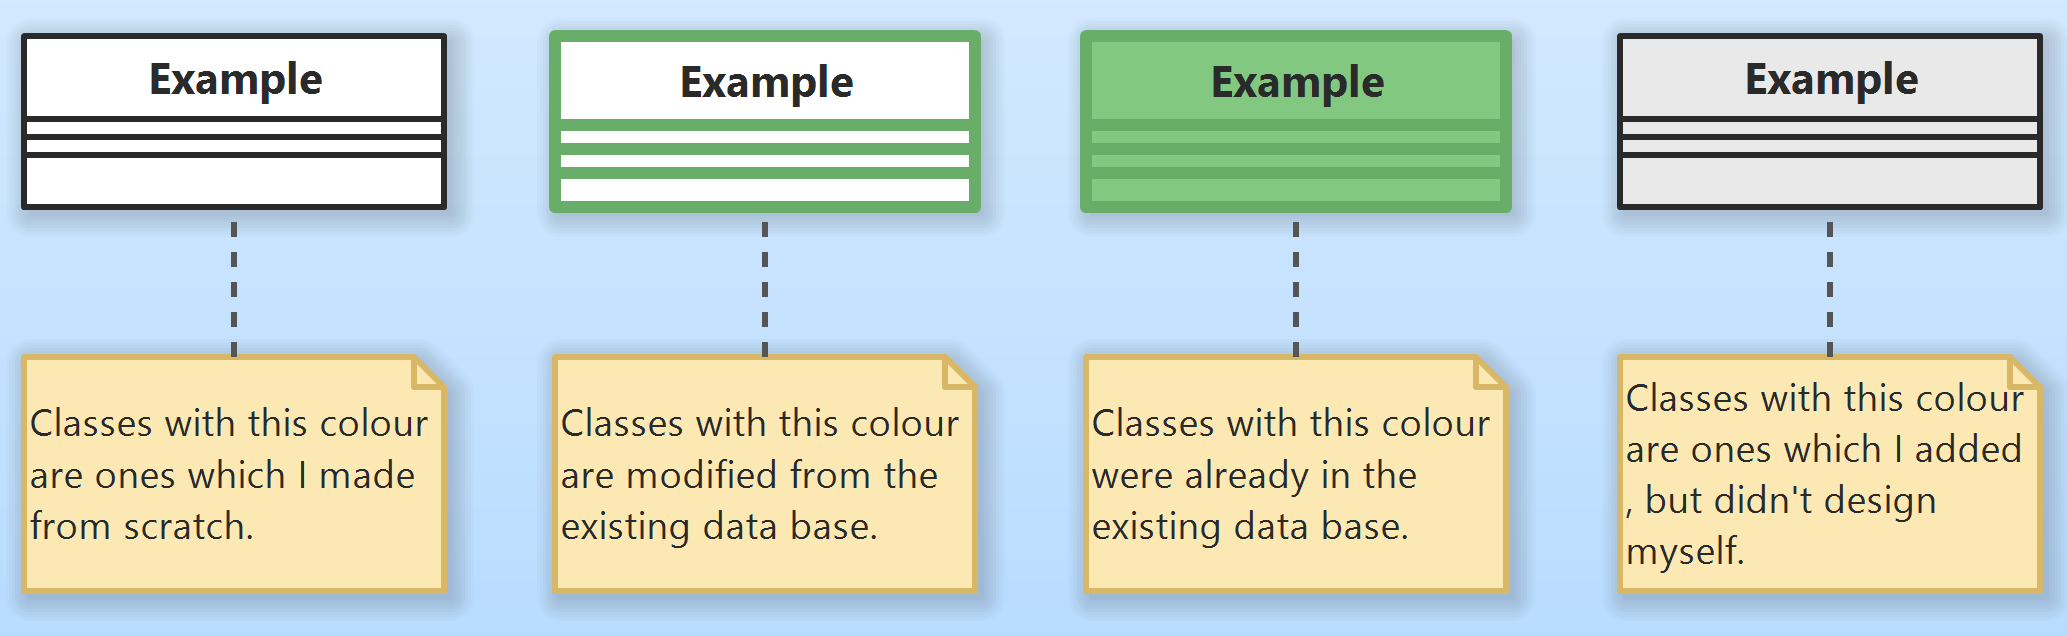 Example
Example
Example
Example
Classes with this colour
are ones which I made
from scratch.
Classes with this colour
are modified from the
existing data base.
Classes with this colour
were already in the
existing data base.
Classes with this colour
are ones which I added
, but didn't design
myself.